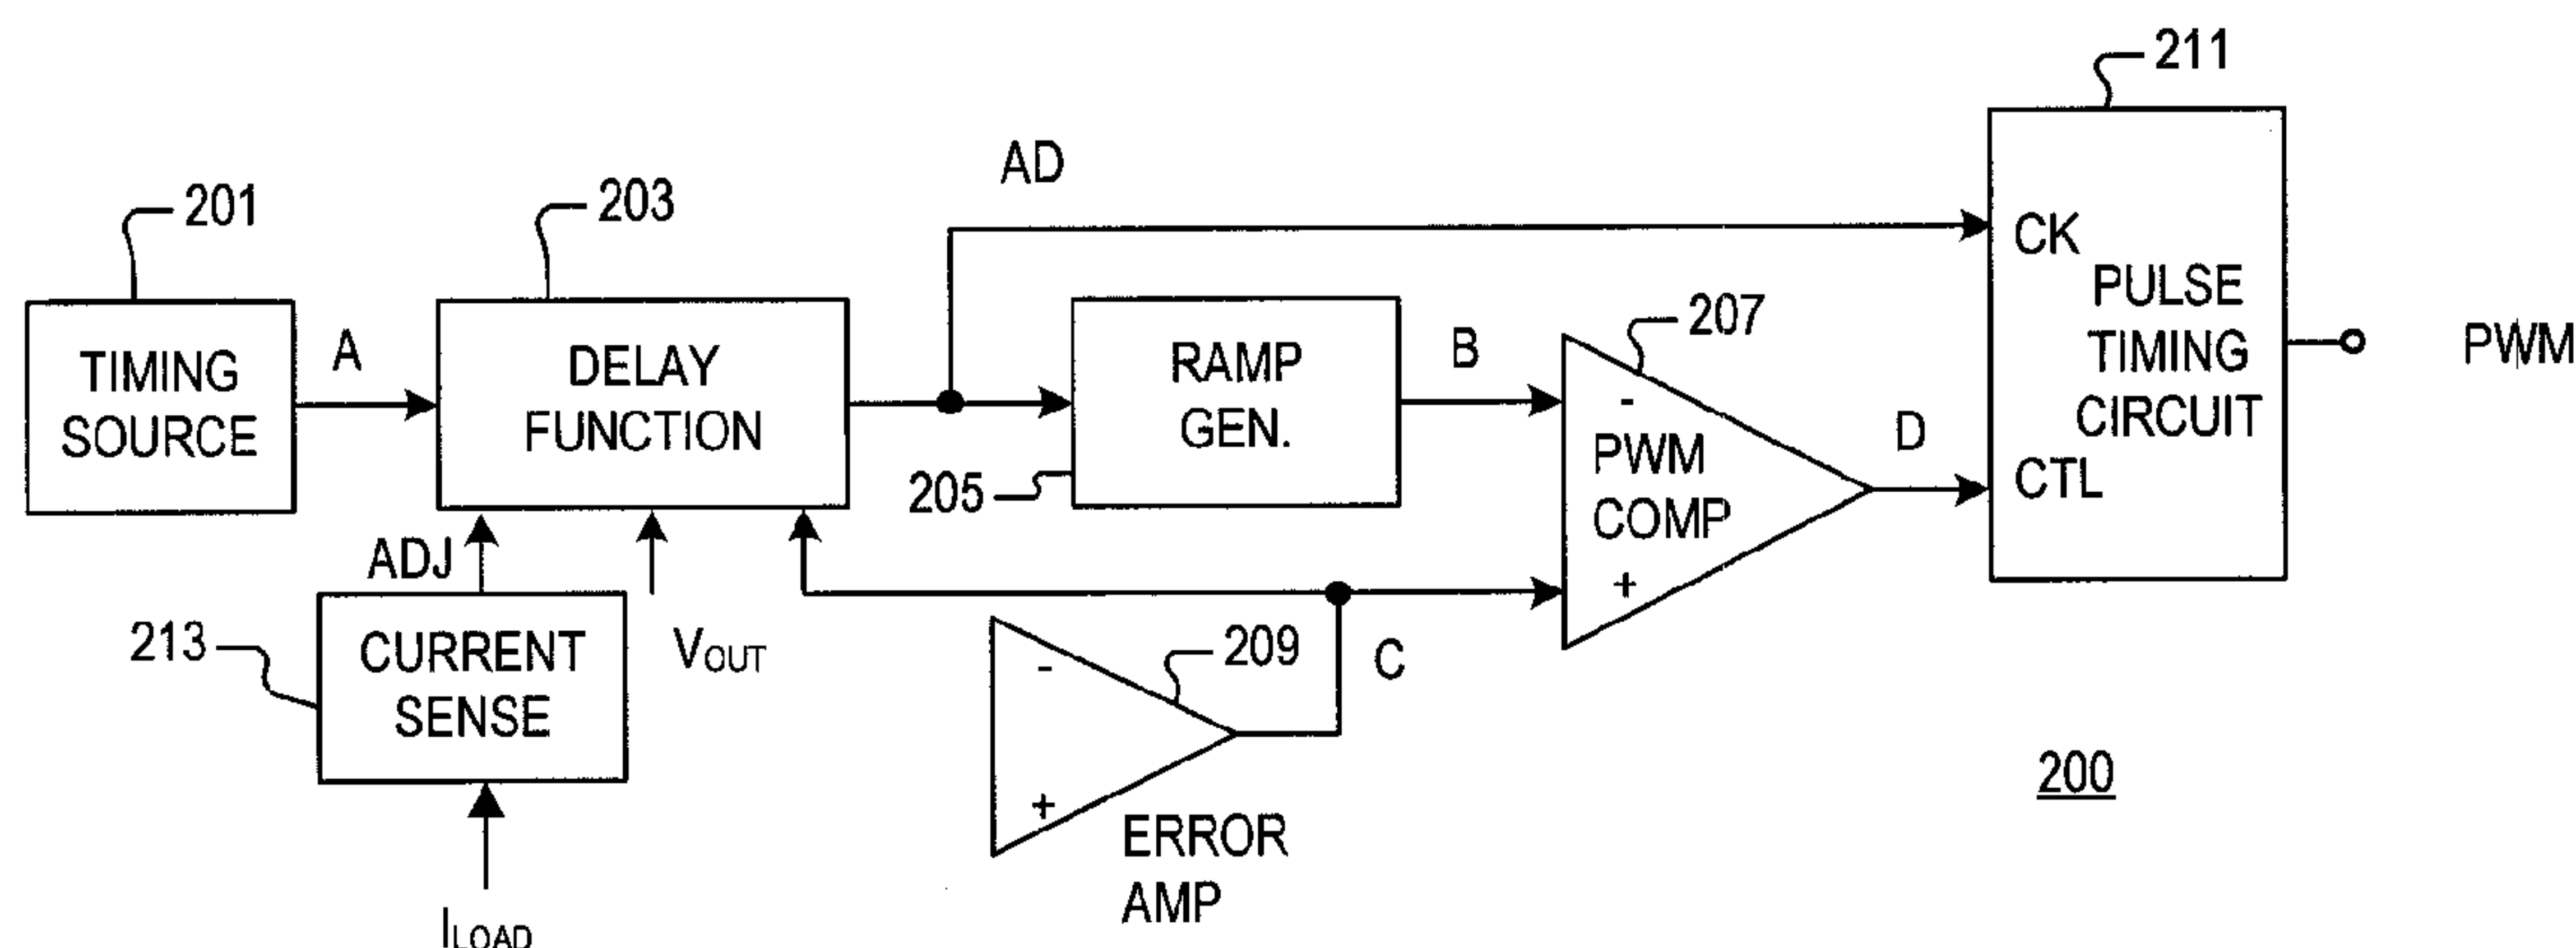 211
201
203
AD
TIMING
SOURCE
A
DELAY
FUNCTION
RAMP
GEN.
205
B
207
-
PWM
COMP
+
D
CK
PULSE
TIMING
CIRCUIT
CTL
PWM
ADJ
213
CURRENT
SENSE
VOUT
-
209
+
C
ERROR
AMP
ILOAD
200